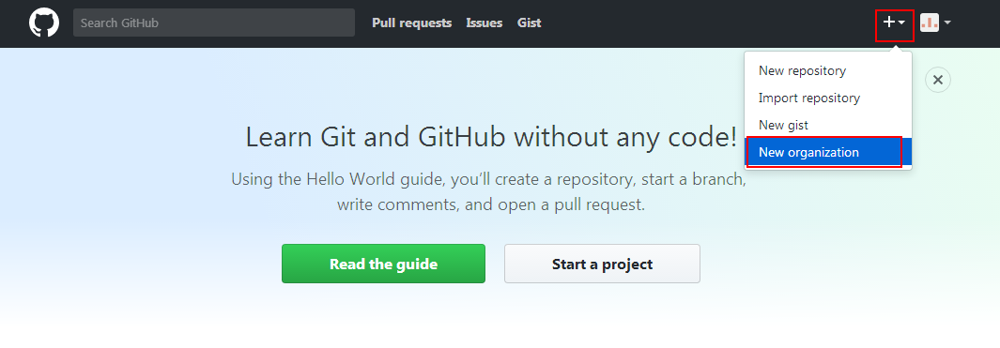 Search GitHub Pull requests Issues Gist
New repository
Import repository
New gist
New organization
Learn Git and GitHub without any code!
Using the Hello World guide, you’ll create a repository, start a branch,
write comments, and open a pull request.
Read the guide Start a project